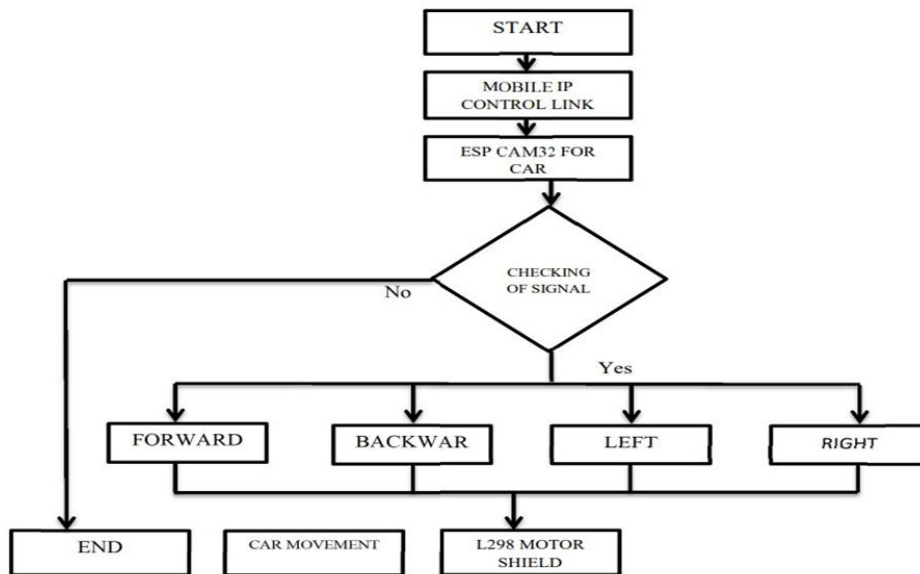 START
MOBILE IP
CONTROL LINK
ESP CAM32 FOR
CAR
CHECKING
OF SIGNAL
No
Yes
FORWARD
BACKWAR
LEFT
RIGHT
END
CAR MOVEMENT
L298 MOTOR
SHIELD